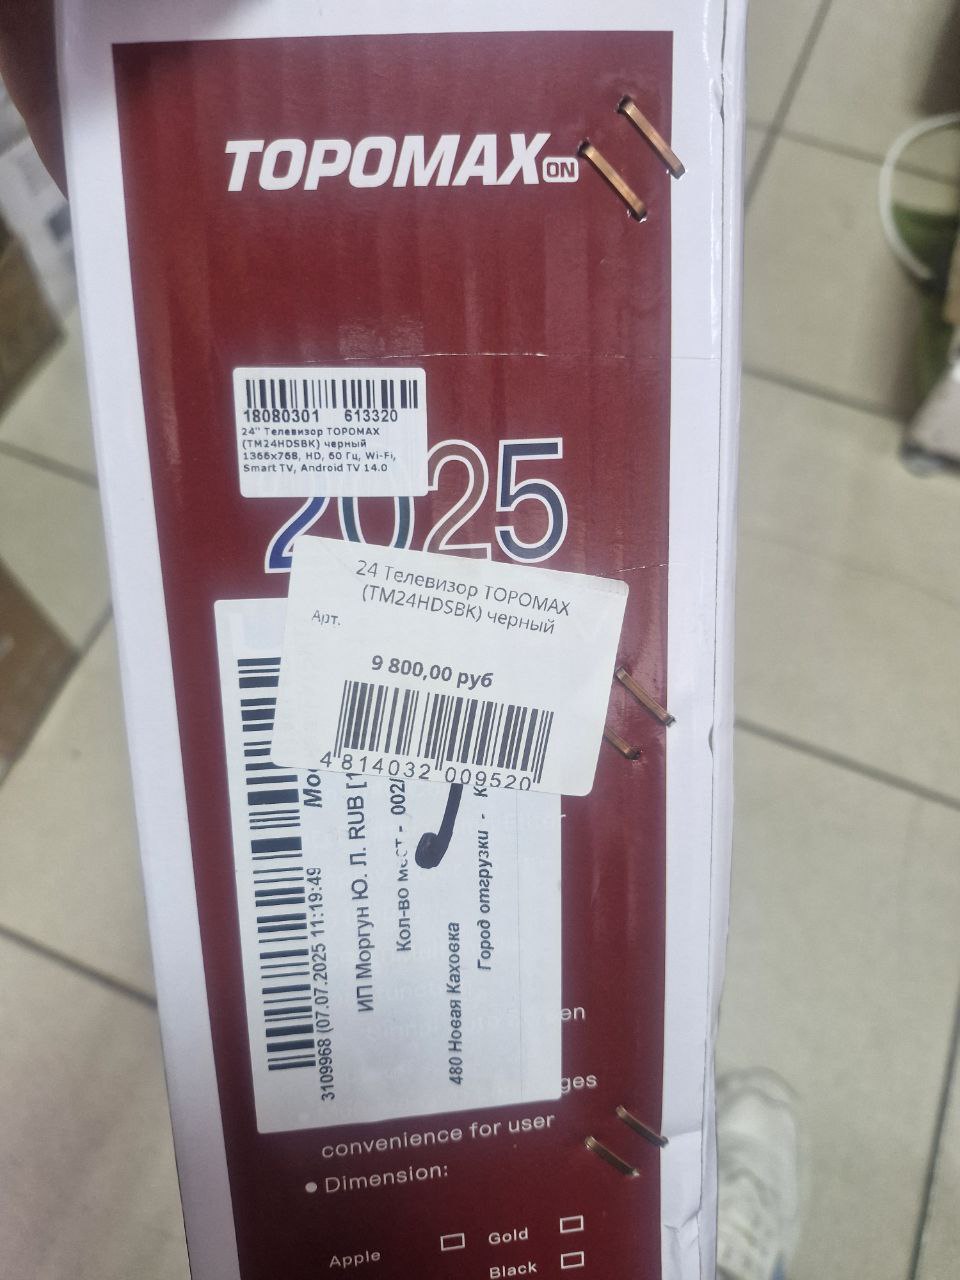 TOPOMAX ON
18080301 613320
24" Телевизор TOPOMAX
(TM24HDSBK) черный
1366x768, HD, 60 Гц, Wi-Fi,
Smart TV, Android TV 14.0
2025
24 Телевизор TOPOMAX
(TM24HDSBK) черный
Арт.
9 800,00 руб
4 814032 009520
3109968 (07.07.2025 11:19:49
ИП Моргун Ю. Л. RUB
Кол-во мест - 002/
480 Новая Каховка
Город отгрузки -
convenience for user
Dimension:
Apple
Gold
Black